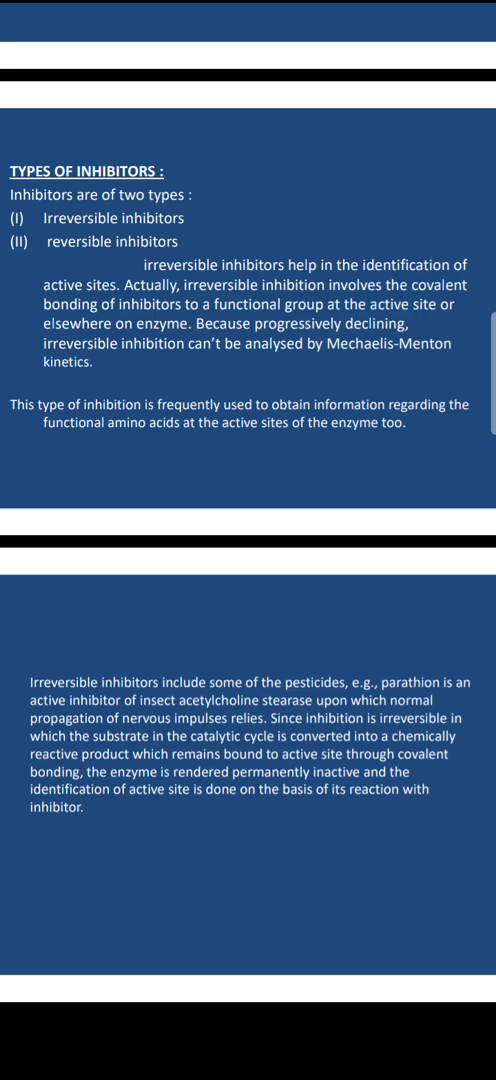 TYPES OF INHIBITORS :
Inhibitors are of two types :
(I) Irreversible inhibitors
(II) reversible inhibitors
irreversible inhibitors help in the identification of
active sites. Actually, irreversible inhibition involves the covalent
bonding of inhibitors to a functional group at the active site or
elsewhere on enzyme. Because progressively declining,
irreversible inhibition can’t be analysed by Mechaelis-Menton
kinetics.
This type of inhibition is frequently used to obtain information regarding the
functional amino acids at the active sites of the enzyme too.
Irreversible inhibitors include some of the pesticides, e.g., parathion is an
active inhibitor of insect acetylcholine stearase upon which normal
propagation of nervous impulses relies. Since inhibition is irreversible in
which the substrate in the catalytic cycle is converted into a chemically
reactive product which remains bound to active site through covalent
bonding, the enzyme is rendered permanently inactive and the
identification of active site is done on the basis of its reaction with
inhibitor.